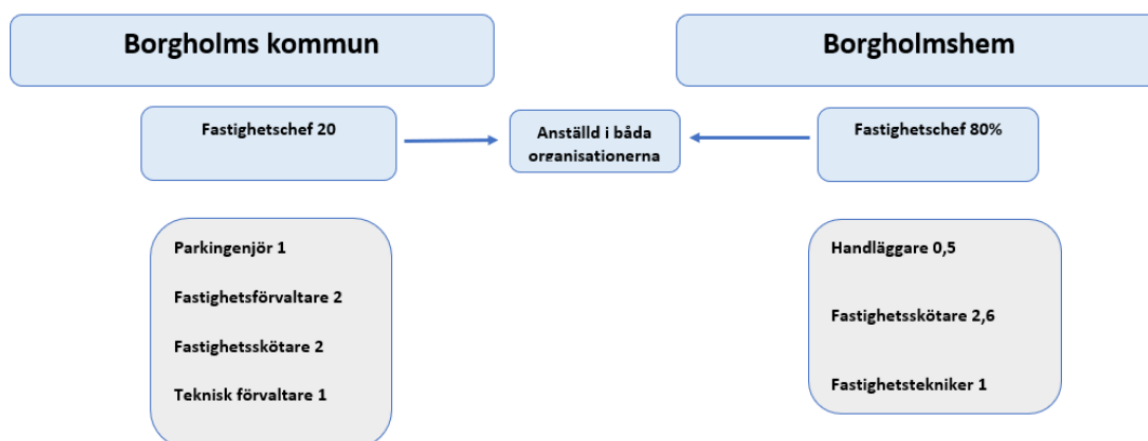 Borgholms kommun
Borgholmshem
Fastighetschef 20
Anställd i båda
organisationerna
Fastighetschef 80%
Parkingenjör 1
Fastighetsförvaltare 2
Fastighetsskötare 2
Teknisk förvaltare 1
Handläggare 0,5
Fastighetsskötare 2,6
Fastighetstekniker 1